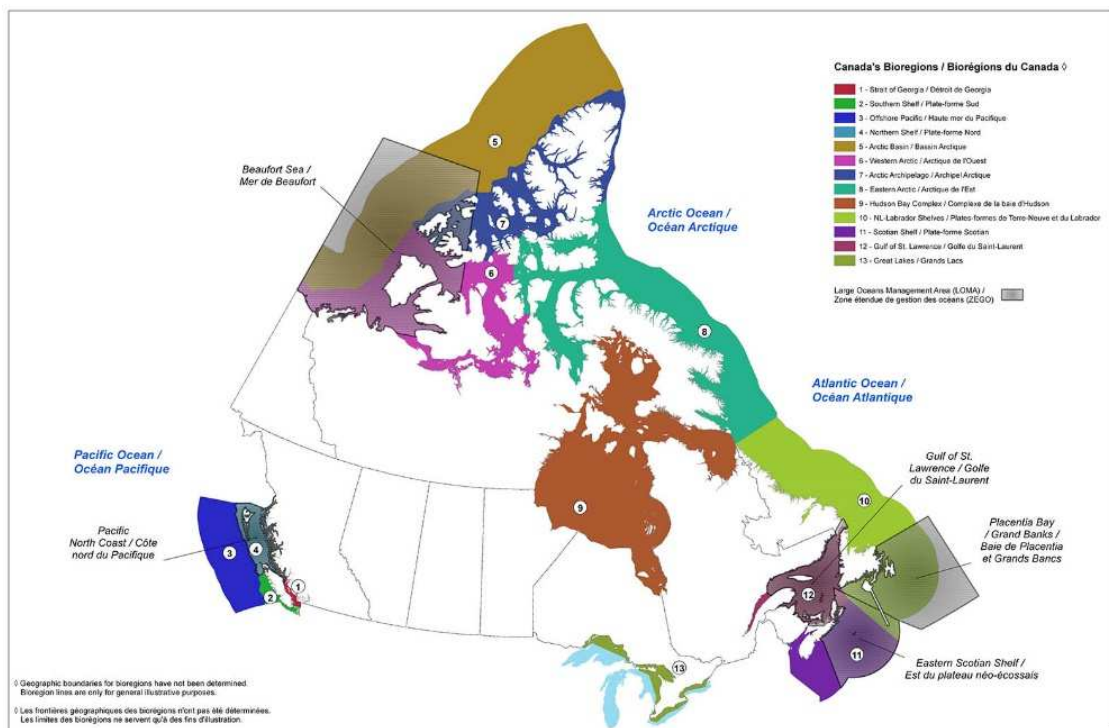 Canada's Bioregions / Biorégions du Canada ◊
1 - Strait of Georgia / Détroit de Georgia
2 - Southern Shelf / Plate-forme Sud
3 - Offshore Pacific / Haute mer du Pacifique
4 - Northern Shelf / Plate-forme Nord
5 - Arctic Basin / Bassin Arctique
6 - Western Arctic / Arctique de l'Ouest
7 - Arctic Archipelago / Archipel Arctique
8 - Eastern Arctic / Arctique de l'Est
9 - Hudson Bay Complex / Complexe de la baie d'Hudson
10 - NL-Labrador Shelves / Plates-formes de Terre-Neuve et du Labrador
11 - Scotian Shelf / Plate-forme Scotian
12 - Gulf of St. Lawrence / Golfe du Saint-Laurent
13 - Great Lakes / Grands Lacs
Large Oceans Management Area (LOMA) /
Zone étendue de gestion des océans (ZEGO)
5
Beaufort Sea /
Mer de Beaufort
Arctic Ocean /
Océan Arctique
7
6
8
Atlantic Ocean /
Océan Atlantique
Pacific Ocean /
Océan Pacifique
Gulf of St.
Lawrence / Golfe
du Saint-Laurent
10
9
Pacific
North Coast / Côte
nord du Pacifique
3
4
Placentia Bay
/ Grand Banks /
Baie de Placentia
et Grands Bancs
1
2
12
11
13
Eastern Scotian Shelf /
Est du plateau néo-écossais
◊ Geographic boundaries for bioregions have not been determined.
Bioregion lines are only for general illustrative purposes.
◊ Les frontières géographiques des biorégions n'ont pas été déterminées.
Les limites des biorégions ne servent qu'à des fins d'illustration.